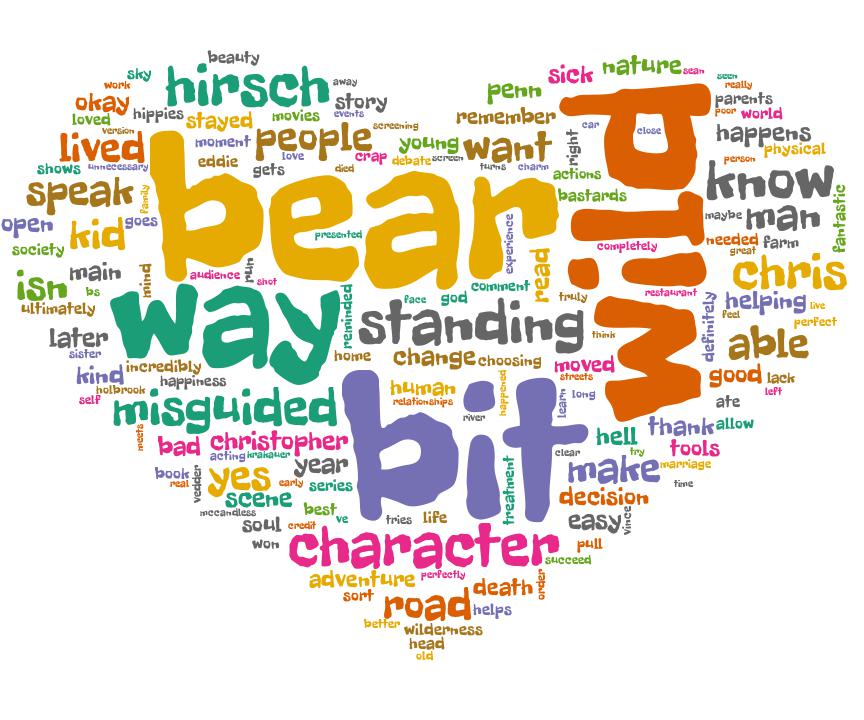 beauty
sky
hirsch
away
work
okay
hippies
story
loved
stayed
movies
events
version
lived
moment
people
screening
young
want
penn
sick
nature
sean
seen
really
parents
poor
world
remember
car
close
happens
physical
right
shows
unnecessary
eddie
love
crap
debate
screen
gets
died
turns
charm
person
actions
bastards
know
speak
family
bear
wild
maybe
man
fantastic
open
kid
goes
presented
experience
completely
needed
farm
great
society
isn
main
mind
audience
run
shot
read
chris
bs
ultimately
way
reminded
face
god
comment
truly
restaurant
definitely
helping
live
feel
perfect
later
sister
standing
think
able
kind
incredibly
happiness
home
change
choosing
moved
streets
good
lack
holbrook
self
human
relationships
happened
learn
long
left
ate
misguided
bit
river
hell
thank
allow
meets
bad
christopher
acting
krakauer
year
clear
try
tools
marriage
book
real
vedder
yes
early
series
treatment
make
time
scene
mccandless
best
ve
decision
soul
credit
tries
life
easy
vince
won
character
pull
succeed
adventure
perfectly
death
order
sort
road
helps
better
wilderness
head
old